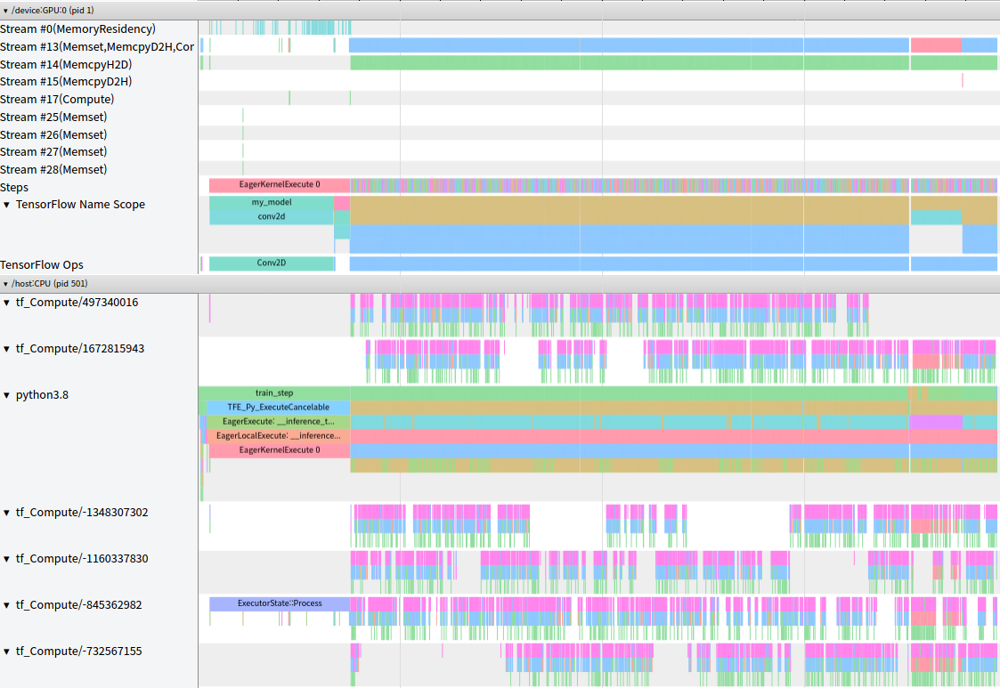 ▾ /device:GPU:0 (pid 1)
Stream #0(MemoryResidency)
Stream #13(Memset,MemcpyD2H,Cor
Stream #14(MemcpyH2D)
Stream #15(MemcpyD2H)
Stream #17(Compute)
Stream #25(Memset)
Stream #26(Memset)
Stream #27(Memset)
Stream #28(Memset)
Steps
EagerKernelExecute 0
▼ TensorFlow Name Scope
my_model
conv2d
TensorFlow Ops
Conv2D
▾ /host:CPU (pid 501)
▼ tf_Compute/497340016
▼ tf_Compute/1672815943
▼ python3.8
train_step
TFE_Py_ExecuteCancelable
EagerExecute: __inference_t...
EagerLocalExecute: __inference...
EagerKernelExecute 0
▼ tf_Compute/-1348307302
▼ tf_Compute/-1160337830
▼ tf_Compute/-845362982
ExecutorState::Process
▼ tf_Compute/-732567155